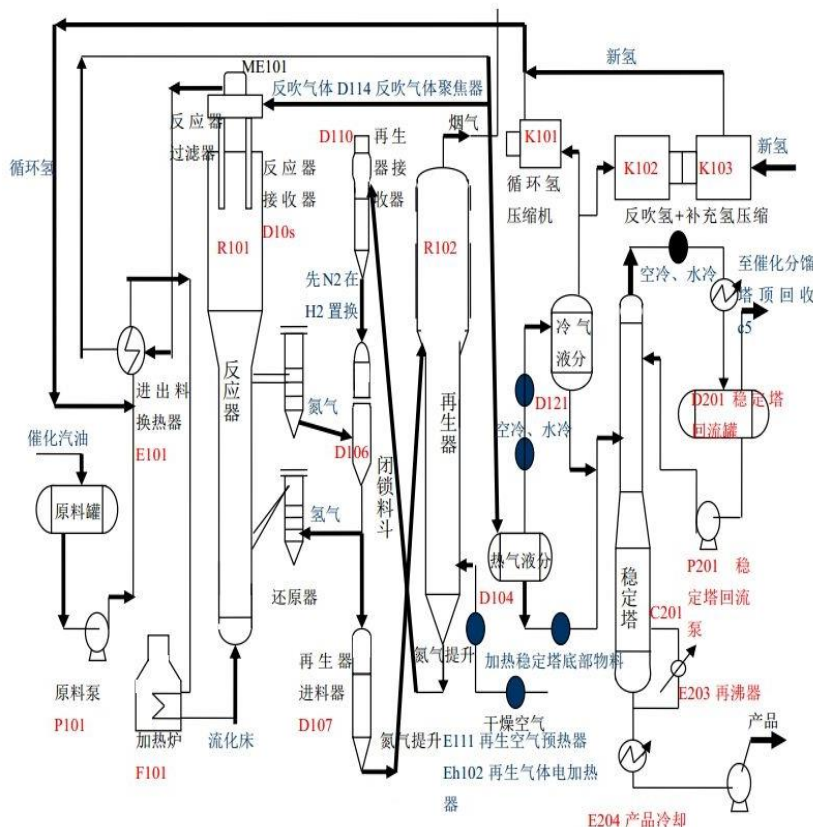 新氢
ME101
反吹气体 D114 反吹气体聚焦器
烟气
K101
反应器
过滤器
D110
再生
器接
收器
K102
K103
新氢
循环氢
反应器
接收器
D10s
循环氢
压缩机
反吹氢+补充氢压缩
R101
R102
空冷、水冷
至催化分馏
塔顶回收
c5
先N2在
H2置换
冷气
液分
反应器
进出料
换热器
E101
氮气
D106
再生器
D121
空冷、水冷
D201 稳定塔
回流罐
催化汽油
原料罐
闭锁料斗
氢气
热气液分
稳定塔
P201 稳
定塔回流
泵
还原器
D104
C201
原料泵
P101
再生器
进料器
D107
氮气提升
加热稳定塔底部物料
E203 再沸器
加热炉
F101
流化床
干燥空气
产品
氮气提升
E111 再生空气预热器
Eh102 再生气体电加热
器
E204 产品冷却